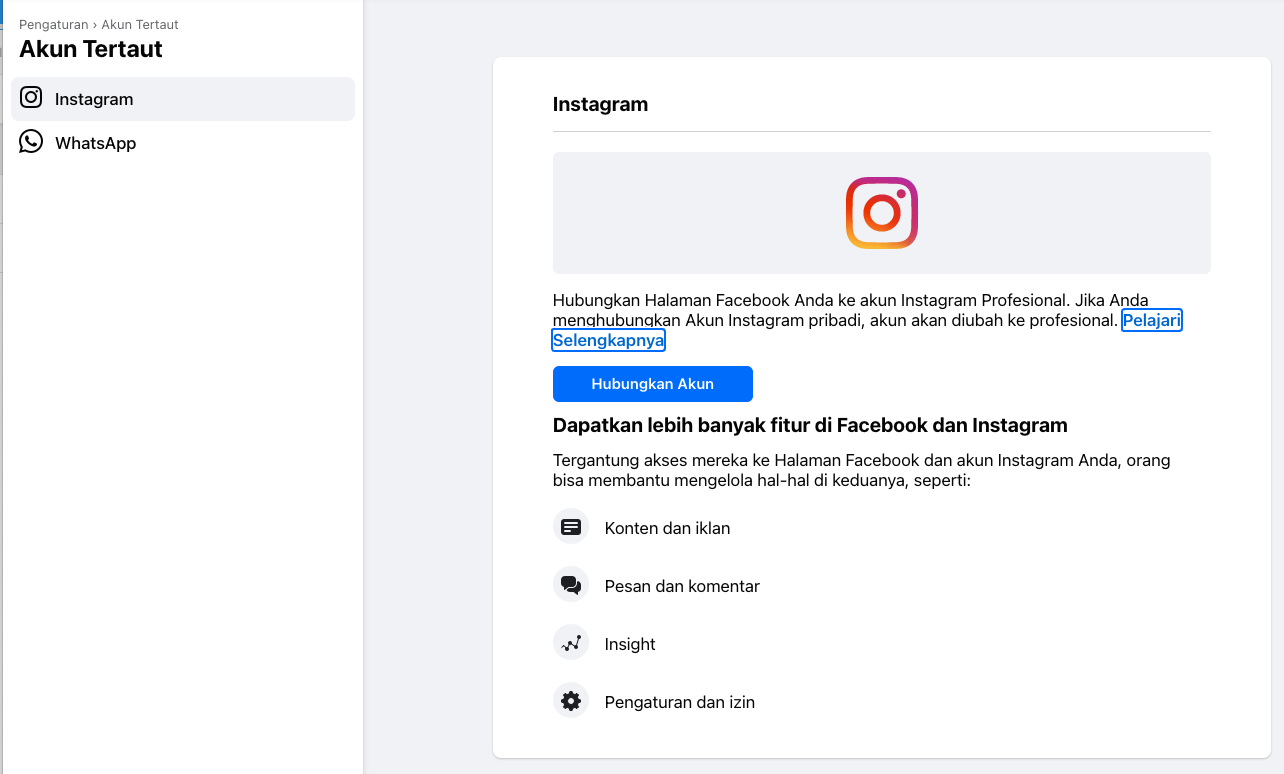 Pengaturan › Akun Tertaut
Akun Tertaut
Instagram
WhatsApp
Instagram
Hubungkan Halaman Facebook Anda ke akun Instagram Profesional. Jika Anda
menghubungkan Akun Instagram pribadi, akun akan diubah ke profesional. Pelajari
Selengkapnya
Hubungkan Akun
Dapatkan lebih banyak fitur di Facebook dan Instagram
Tergantung akses mereka ke Halaman Facebook dan akun Instagram Anda, orang
bisa membantu mengelola hal-hal di keduanya, seperti:
Konten dan iklan
Pesan dan komentar
Insight
Pengaturan dan izin